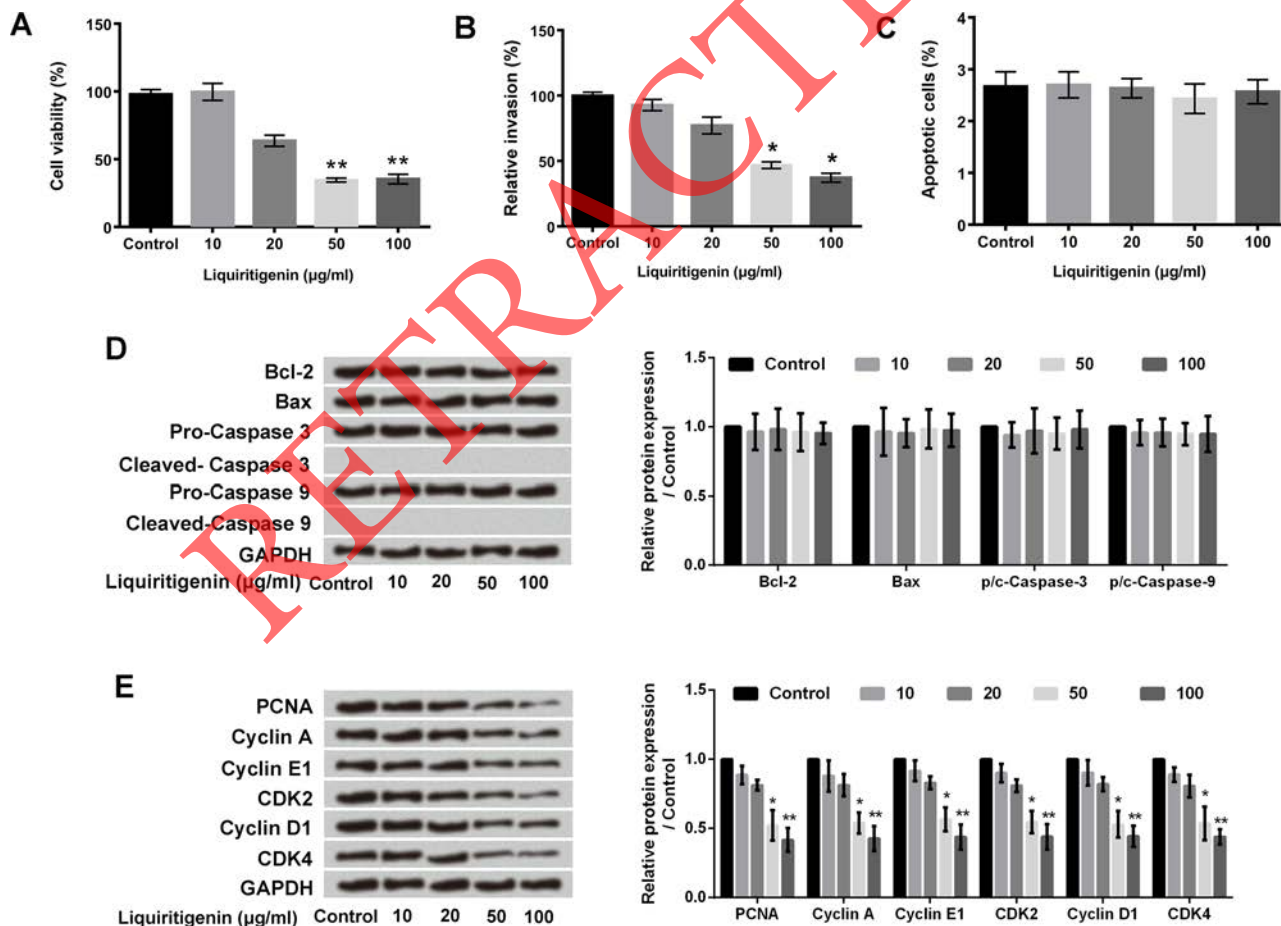 A
Cell viability (%)
150
100
50
0
** **
Control 10 20 50 100
Liquiritigenin (µg/ml)
B
Relative invasion (%)
150
100
50
0
* *
Control 10 20 50 100
Liquiritigenin (µg/ml)
C
Apoptotic cells (%)
6
4
2
0
Control 10 20 50 100
Liquiritigenin (µg/ml)
RETRACT
D
Bcl-2
Bax
Pro-Caspase 3
Cleaved- Caspase 3
Pro-Caspase 9
Cleaved-Caspase 9
GAPDH
Liquiritigenin (µg/ml) Control 10 20 50 100
Relative protein expression
/ Control
1.5
1.0
0.5
0.0
Control 10 20 50 100
Bcl-2 Bax p/c-Caspase-3 p/c-Caspase-9
E
PCNA
Cyclin A
Cyclin E1
CDK2
Cyclin D1
CDK4
GAPDH
Liquiritigenin (µg/ml) Control 10 20 50 100
Relative protein expression
/ Control
1.5
1.0
0.5
0.0
Control 10 20 50 100
* ** * ** * ** * ** * ** * **
PCNA Cyclin A Cyclin E1 CDK2 Cyclin D1 CDK4